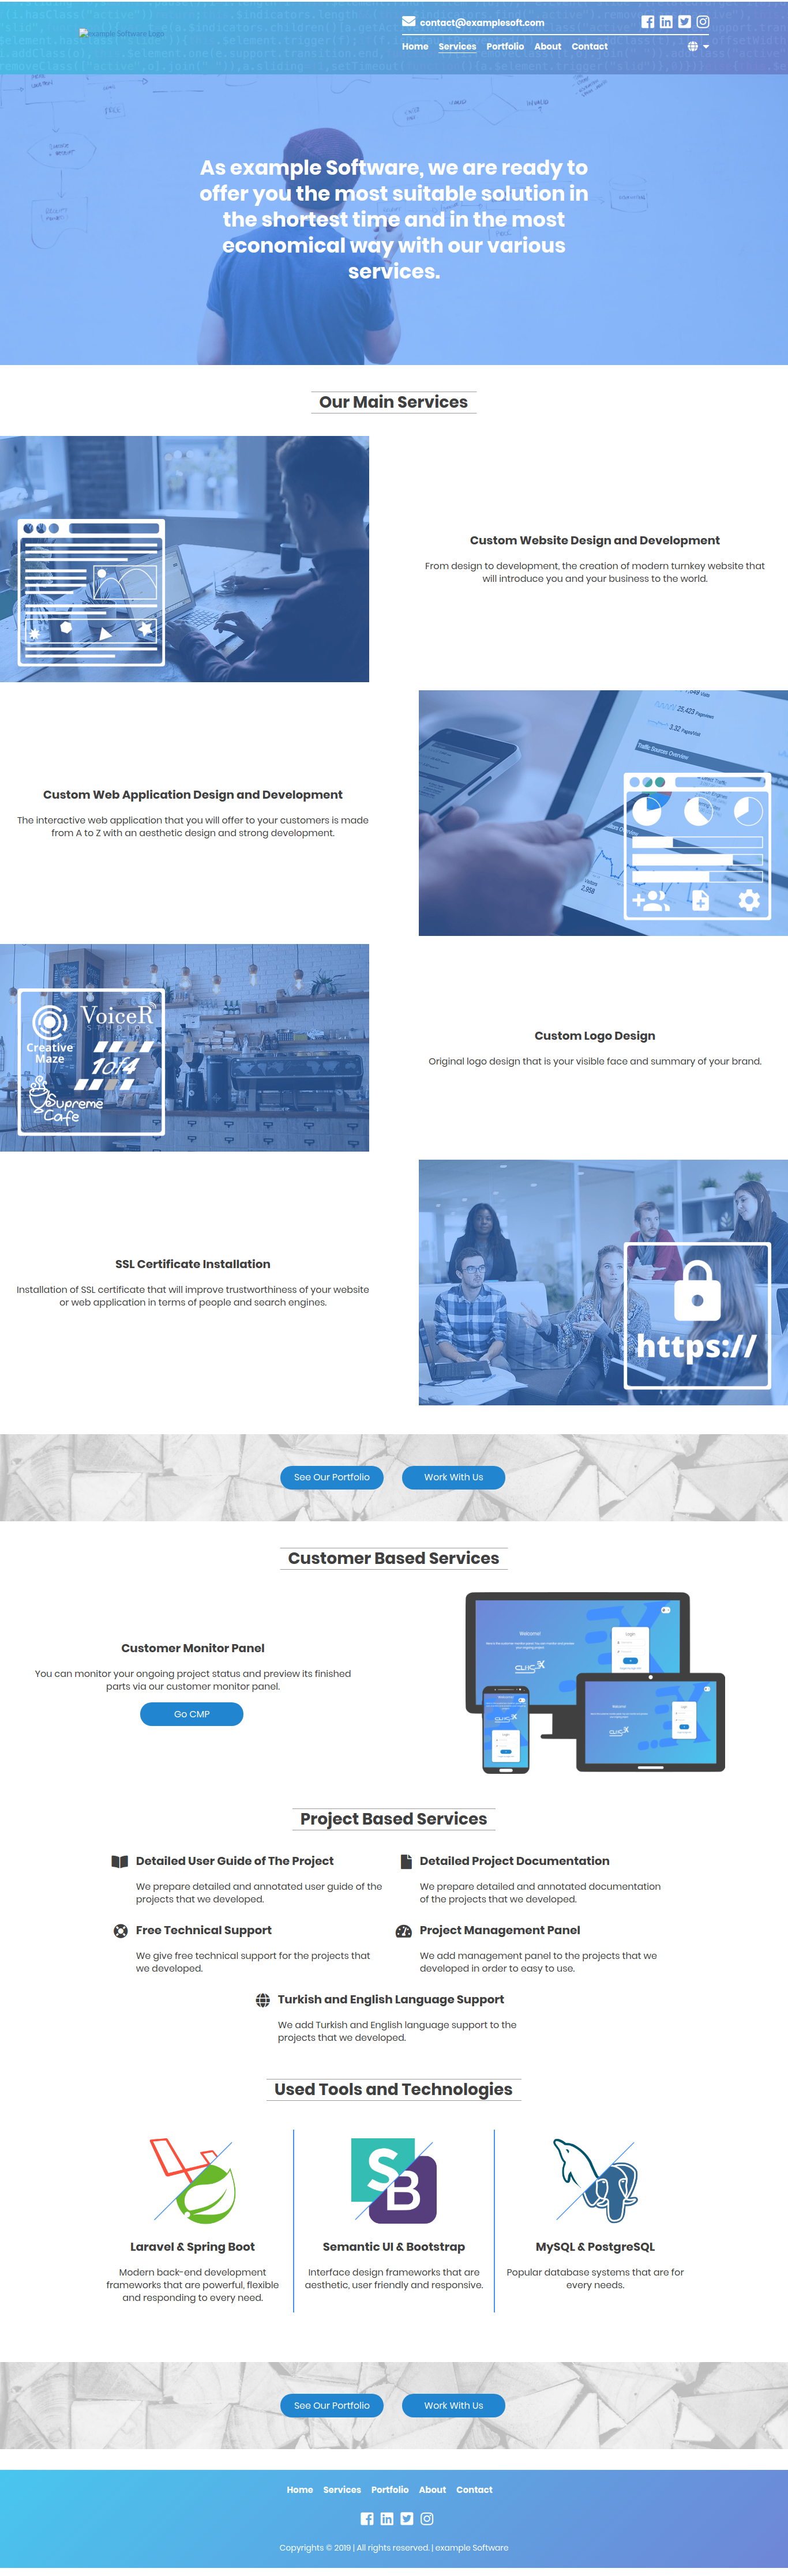 example Software Logo
contact@examplesoft.com
Home Services Portfolio About Contact
As example Software, we are ready to
offer you the most suitable solution in
the shortest time and in the most
economical way with our various
services.
Our Main Services
Custom Website Design and Development
From design to development, the creation of modern turnkey website that
will introduce you and your business to the world.
Custom Web Application Design and Development
The interactive web application that you will offer to your customers is made
from A to Z with an aesthetic design and strong development.
25,423 Pageviews
3.32 Pages/Visit
Traffic Sources Overview
2,958
VoiceR
STUDIOS
Creative
Maze
1of4
Supreme
Cafe
Custom Logo Design
Original logo design that is your visible face and summary of your brand.
SSL Certificate Installation
Installation of SSL certificate that will improve trustworthiness of your website
or web application in terms of people and search engines.
https://
See Our Portfolio Work With Us
Customer Based Services
Customer Monitor Panel
You can monitor your ongoing project status and preview its finished
parts via our customer monitor panel.
Go CMP
Welcome!
Login
Project Based Services
Detailed User Guide of The Project
We prepare detailed and annotated user guide of the
projects that we developed.
Detailed Project Documentation
We prepare detailed and annotated documentation
of the projects that we developed.
Free Technical Support
We give free technical support for the projects that
we developed.
Project Management Panel
We add management panel to the projects that we
developed in order to easy to use.
Turkish and English Language Support
We add Turkish and English language support to the
projects that we developed.
Used Tools and Technologies
S
B
Laravel & Spring Boot
Modern back-end development
frameworks that are powerful, flexible
and responding to every need.
Semantic UI & Bootstrap
Interface design frameworks that are
aesthetic, user friendly and responsive.
MySQL & PostgreSQL
Popular database systems that are for
every needs.
See Our Portfolio Work With Us
Home Services Portfolio About Contact
Copyrights © 2019 | All rights reserved. | example Software